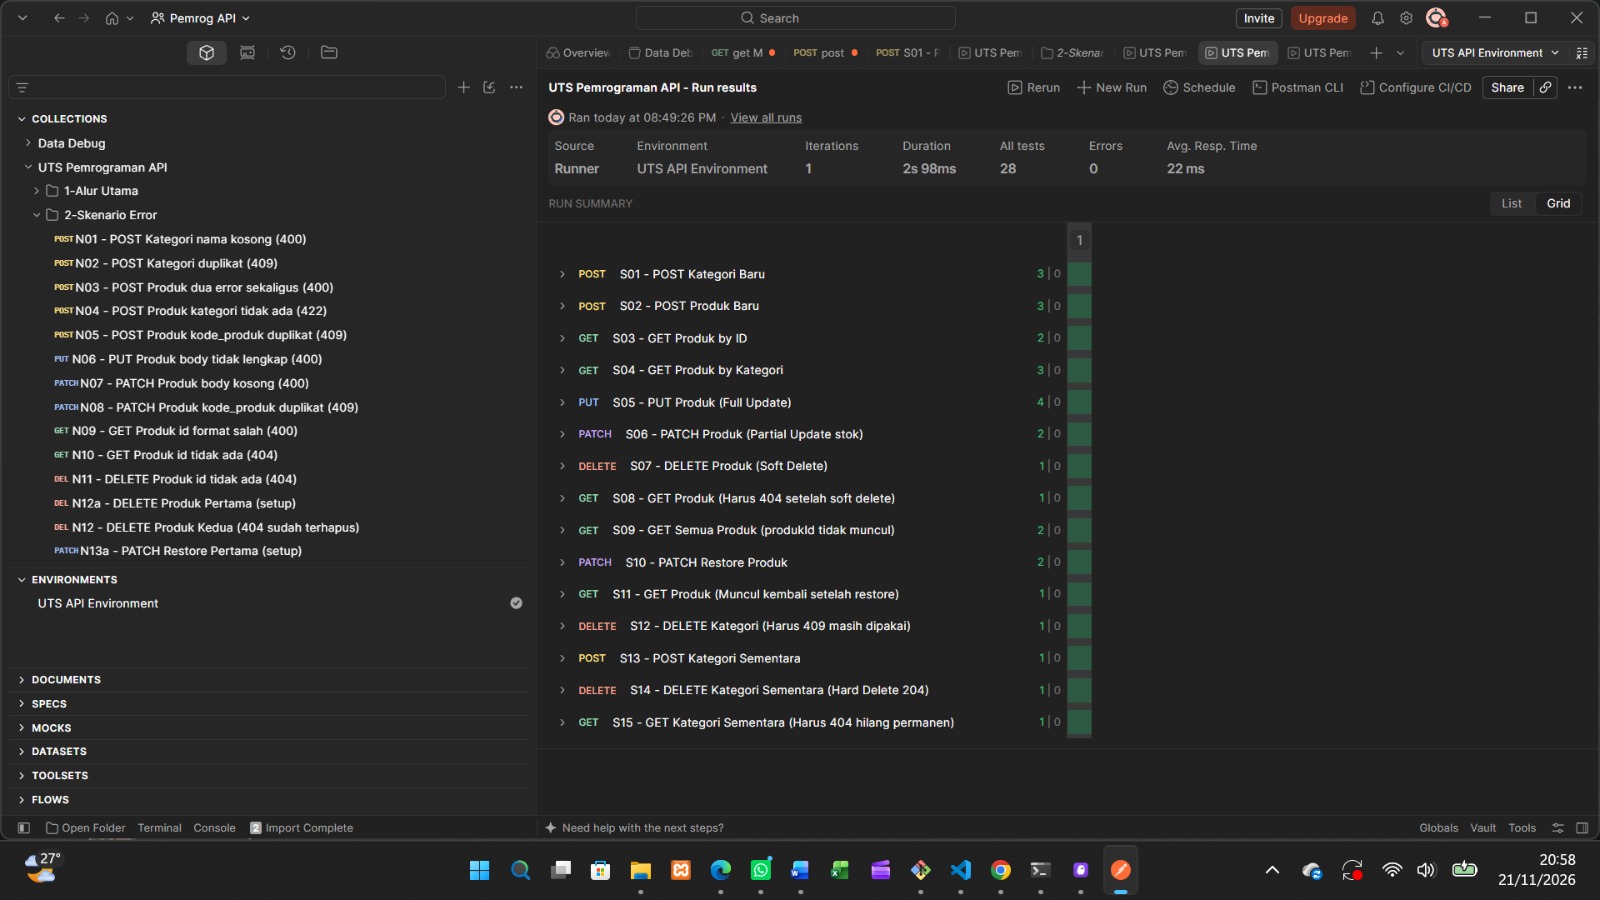 Pemrog API
Search
Invite
Upgrade
Overview
Data Deb
GET get M
POST post
POST S01 - F
UTS Pem
2-Skenar
UTS Pem
UTS Pem
UTS Pem
UTS API Environment
UTS Pemrograman API - Run results
Rerun
New Run
Schedule
Postman CLI
Configure CI/CD
Share
Ran today at 08:49:26 PM · View all runs
Source
Environment
Iterations
Duration
All tests
Errors
Avg. Resp. Time
Runner
UTS API Environment
1
2s 98ms
28
0
22 ms
RUN SUMMARY
List
Grid
1
POST S01 - POST Kategori Baru 3 | 0
POST S02 - POST Produk Baru 3 | 0
GET S03 - GET Produk by ID 2 | 0
GET S04 - GET Produk by Kategori 3 | 0
PUT S05 - PUT Produk (Full Update) 4 | 0
PATCH S06 - PATCH Produk (Partial Update stok) 2 | 0
DELETE S07 - DELETE Produk (Soft Delete) 1 | 0
GET S08 - GET Produk (Harus 404 setelah soft delete) 1 | 0
GET S09 - GET Semua Produk (produkId tidak muncul) 2 | 0
PATCH S10 - PATCH Restore Produk 2 | 0
GET S11 - GET Produk (Muncul kembali setelah restore) 1 | 0
DELETE S12 - DELETE Kategori (Harus 409 masih dipakai) 1 | 0
POST S13 - POST Kategori Sementara 1 | 0
DELETE S14 - DELETE Kategori Sementara (Hard Delete 204) 1 | 0
GET S15 - GET Kategori Sementara (Harus 404 hilang permanen) 1 | 0
COLLECTIONS
Data Debug
UTS Pemrograman API
1-Alur Utama
2-Skenario Error
POST N01 - POST Kategori nama kosong (400)
POST N02 - POST Kategori duplikat (409)
POST N03 - POST Produk dua error sekaligus (400)
POST N04 - POST Produk kategori tidak ada (422)
POST N05 - POST Produk kode_produk duplikat (409)
PUT N06 - PUT Produk body tidak lengkap (400)
PATCH N07 - PATCH Produk body kosong (400)
PATCH N08 - PATCH Produk kode_produk duplikat (409)
GET N09 - GET Produk id format salah (400)
GET N10 - GET Produk id tidak ada (404)
DEL N11 - DELETE Produk id tidak ada (404)
DEL N12a - DELETE Produk Pertama (setup)
DEL N12 - DELETE Produk Kedua (404 sudah terhapus)
PATCH N13a - PATCH Restore Pertama (setup)
ENVIRONMENTS
UTS API Environment
DOCUMENTS
SPECS
MOCKS
DATASETS
TOOLSETS
FLOWS
Open Folder
Terminal
Console
2 Import Complete
Need help with the next steps?
Globals
Vault
Tools
27°
20:58
21/11/2026